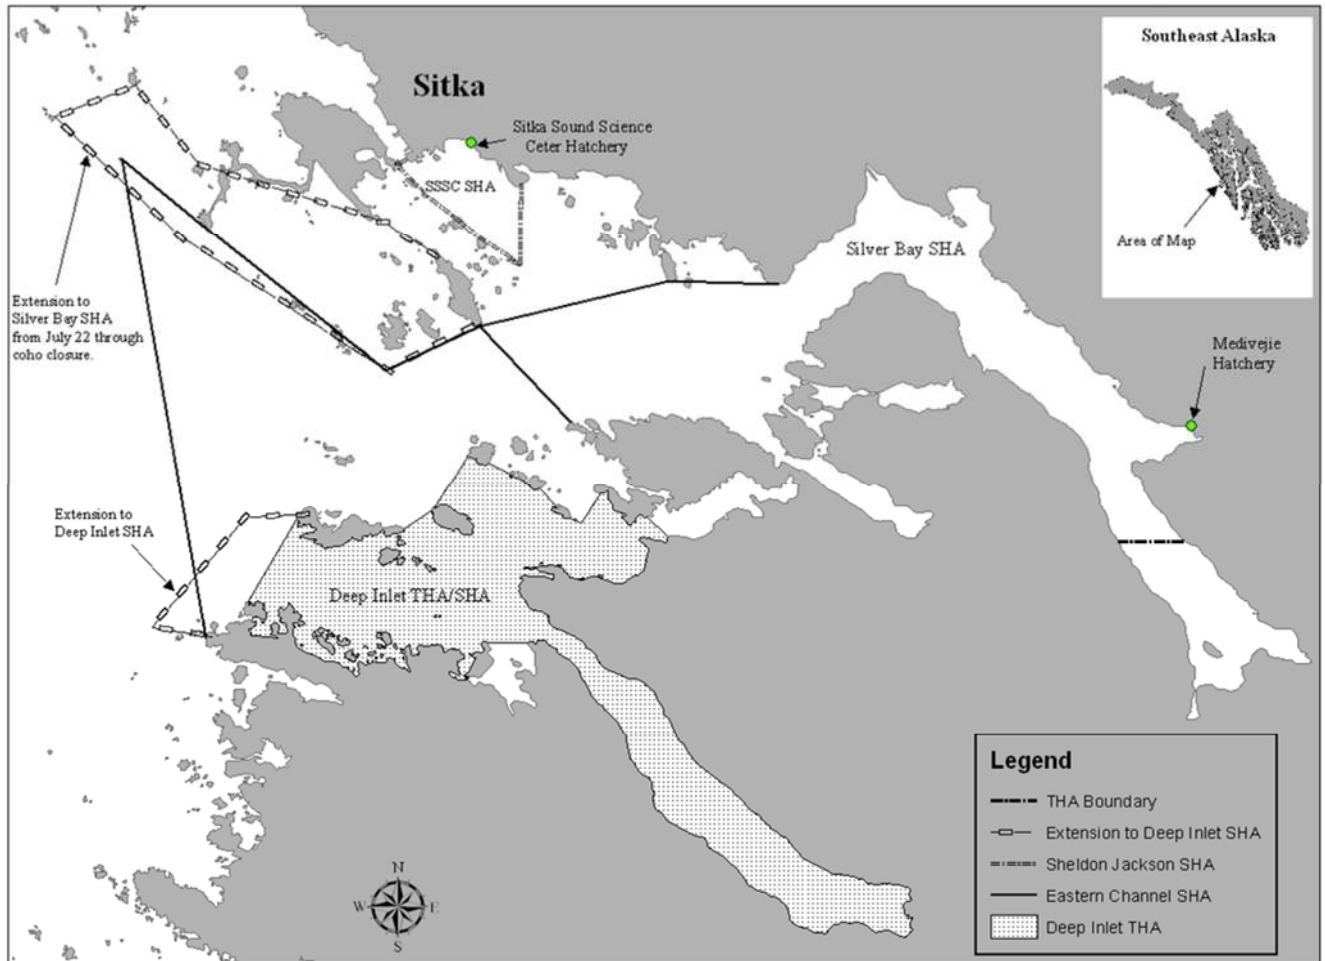 Southeast Alaska
Sitka
Sitka Sound Science
Ceter Hatchery
SSSC SHA
Area of Map
Silver Bay SHA
Extension to
Silver Bay SHA
from July 22 through
coho closure.
Medivejie
Hatchery
Extension to
Deep Inlet SHA
Deep Inlet THA/SHA
Legend
THA Boundary
Extension to Deep Inlet SHA
Sheldon Jackson SHA
Eastern Channel SHA
Deep Inlet THA
N
W E
S